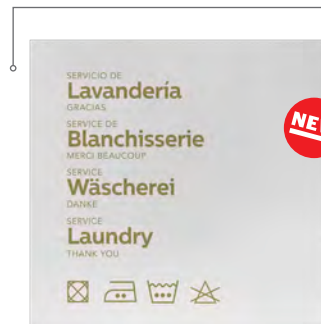 SERVICIO DE
Lavandería
GRACIAS
SERVICE DE
Blanchisserie
MERCI BEAUCOUP
SERVICE
Wäscherei
DANKE
SERVICE
Laundry
THANK YOU